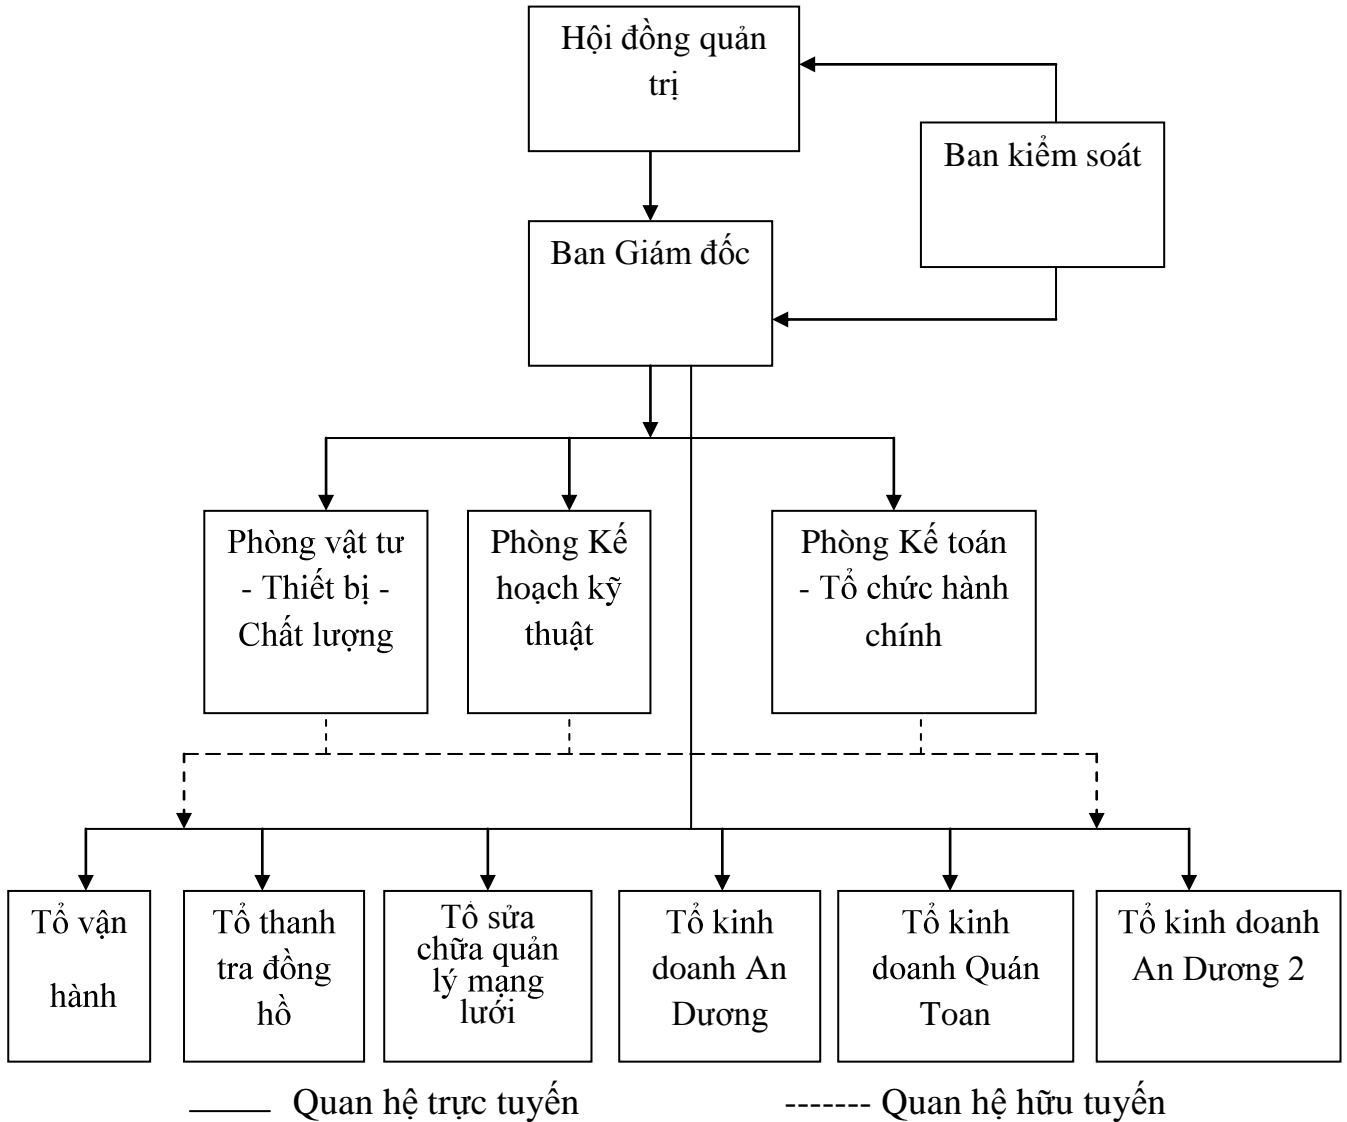 Hội đồng quản
trị
Ban kiểm soát
Ban Giám đốc
Phòng vật tư
- Thiết bị -
Chất lượng
Phòng Kế
hoạch kỹ
thuật
Phòng Kế toán
- Tổ chức hành
chính
Tổ vận
hành
Tổ thanh
tra đồng
hồ
Tô sửa
chữa quản
lý mạng
lưới
Tổ kinh
doanh An
Dương
Tổ kinh
doanh Quán
Toan
Tổ kinh doanh
An Dương 2
Quan hệ trực tuyến
Quan hệ hữu tuyến